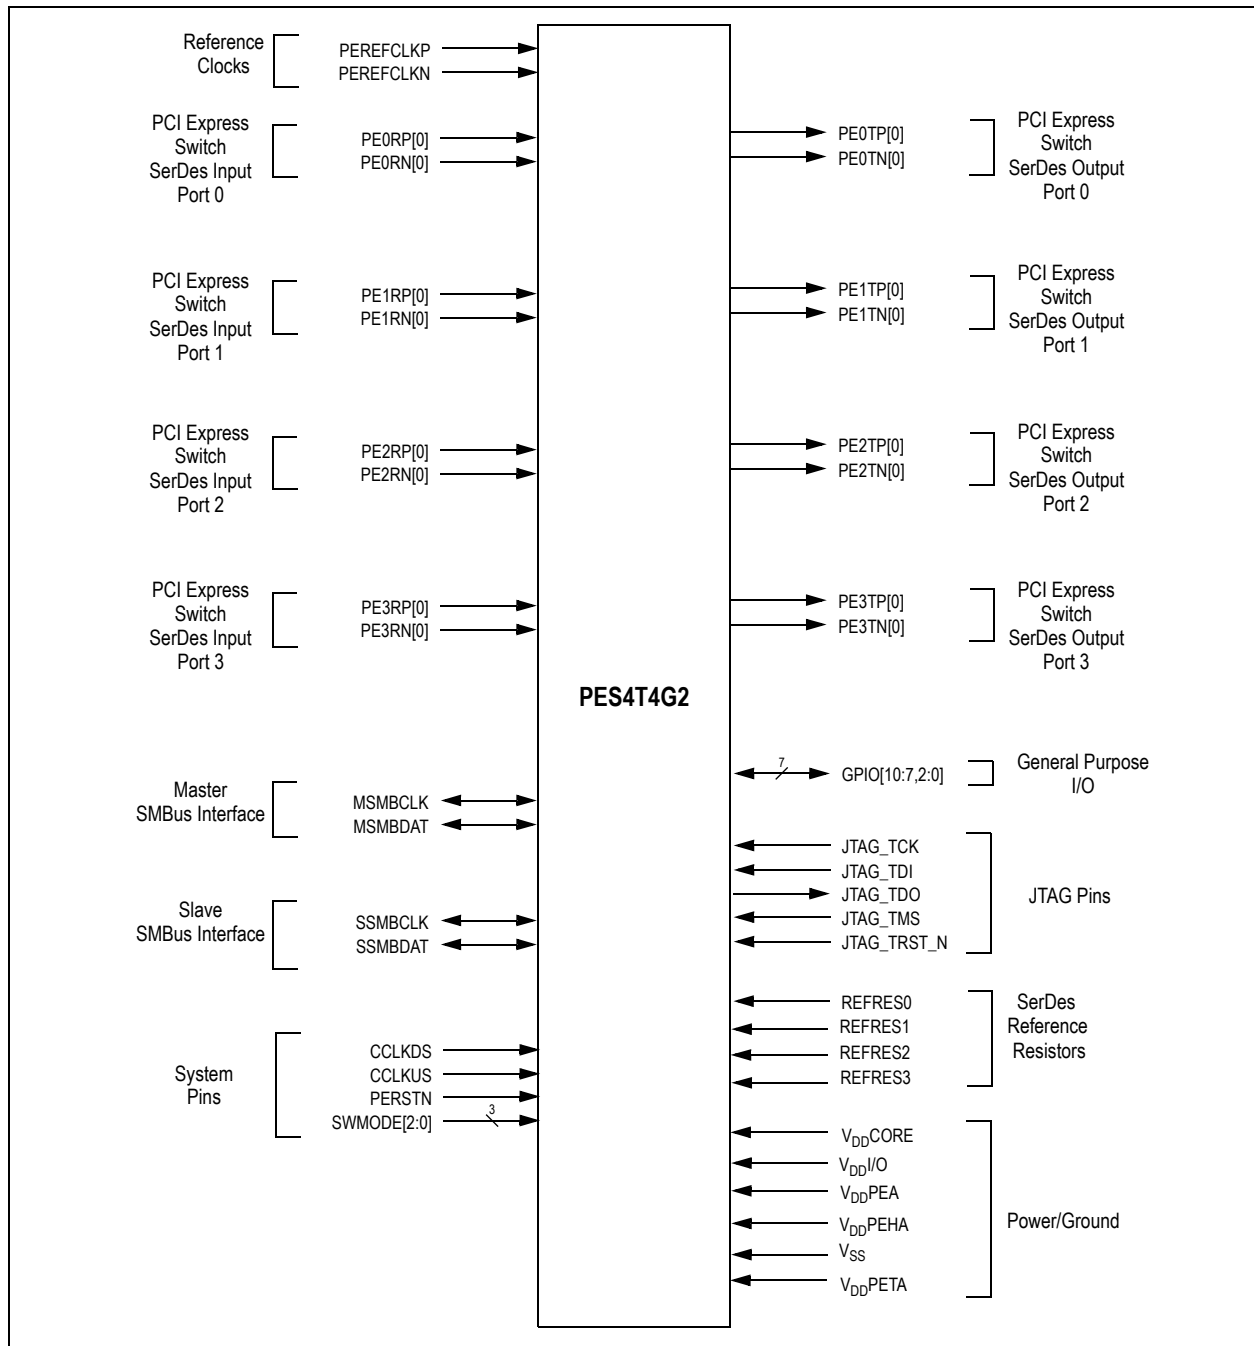 Reference
Clocks
PEREFCLKP
PEREFCLKN
PCI Express
Switch
SerDes Input
Port 0
PE0RP[0]
PE0RN[0]
PE0TP[0]
PE0TN[0]
PCI Express
Switch
SerDes Output
Port 0
PCI Express
Switch
SerDes Input
Port 1
PE1RP[0]
PE1RN[0]
PE1TP[0]
PE1TN[0]
PCI Express
Switch
SerDes Output
Port 1
PCI Express
Switch
SerDes Input
Port 2
PE2RP[0]
PE2RN[0]
PE2TP[0]
PE2TN[0]
PCI Express
Switch
SerDes Output
Port 2
PCI Express
Switch
SerDes Input
Port 3
PE3RP[0]
PE3RN[0]
PE3TP[0]
PE3TN[0]
PCI Express
Switch
SerDes Output
Port 3
PES4T4G2
Master
SMBus Interface
MSMBCLK
MSMBDAT
7
GPIO[10:7,2:0]
General Purpose
I/O
Slave
SMBus Interface
SSMBCLK
SSMBDAT
JTAG_TCK
JTAG_TDI
JTAG_TDO
JTAG_TMS
JTAG_TRST_N
JTAG Pins
System
Pins
CCLKDS
CCLKUS
PERSTN
SWMODE[2:0]
3
REFRES0
REFRES1
REFRES2
REFRES3
SerDes
Reference
Resistors
VDDCORE
VDDI/O
VDDPEA
VDDPEHA
VSS
VDDPETA
Power/Ground